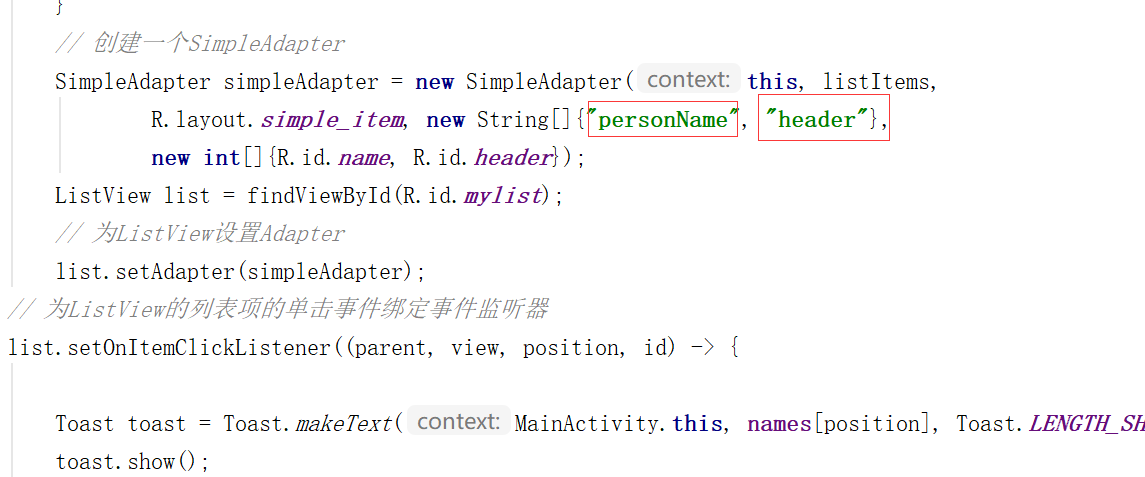 }
// 创建一个SimpleAdapter
SimpleAdapter simpleAdapter = new SimpleAdapter( context: this, listItems,
R.layout.simple_item, new String[]{"personName", "header"},
new int[]{R.id.name, R.id.header});
ListView list = findViewById(R.id.mylist);
// 为ListView设置Adapter
list.setAdapter(simpleAdapter);
// 为ListView的列表项的单击事件绑定事件监听器
list.setOnItemClickListener((parent, view, position, id) -> {
Toast toast = Toast.makeText( context: MainActivity.this, names[position], Toast.LENGTH_SH
toast.show();